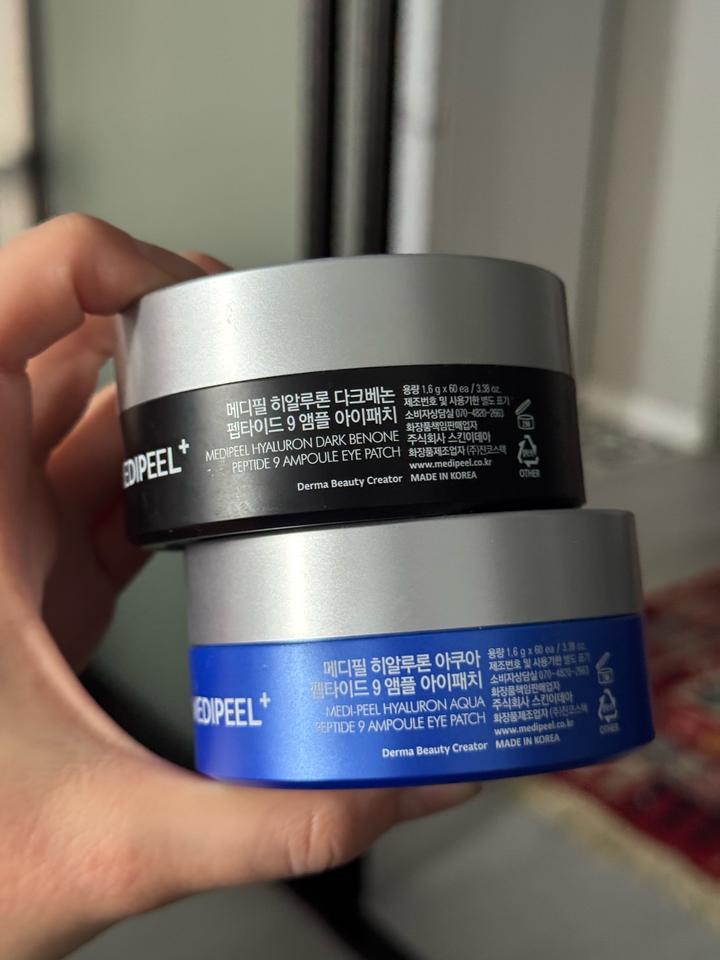 메디필 히알루론 다크베논
펩타이드 9 앰플 아이패치
MEDIPEEL HYALURON DARK BENONE
PEPTIDE 9 AMPOULE EYE PATCH
Derma Beauty Creator
EDIPEEL+
용량 1.6 g x 60 ea / 3.38 oz.
제조번호 및 사용기한 별도 표기
소비자상담실 070-4820-2663
화장품책임판매업자
주식회사 스킨이데아
화장품제조업자 (주)진코스텍
www.medipeel.co.kr
MADE IN KOREA
OTHER
메디필 히알루론 아쿠아
펩타이드 9 앰플 아이패치
MEDI-PEEL HYALURON AQUA
PEPTIDE 9 AMPOULE EYE PATCH
Derma Beauty Creator
MEDIPEEL+
용량 1.6 g x 60 ea / 3.38 oz.
제조번호 및 사용기한 별도 표기
소비자상담실 070-4820-2663
화장품책임판매업자
주식회사 스킨이데아
화장품제조업자 (주)진코스텍
www.medipeel.co.kr
MADE IN KOREA
OTHER